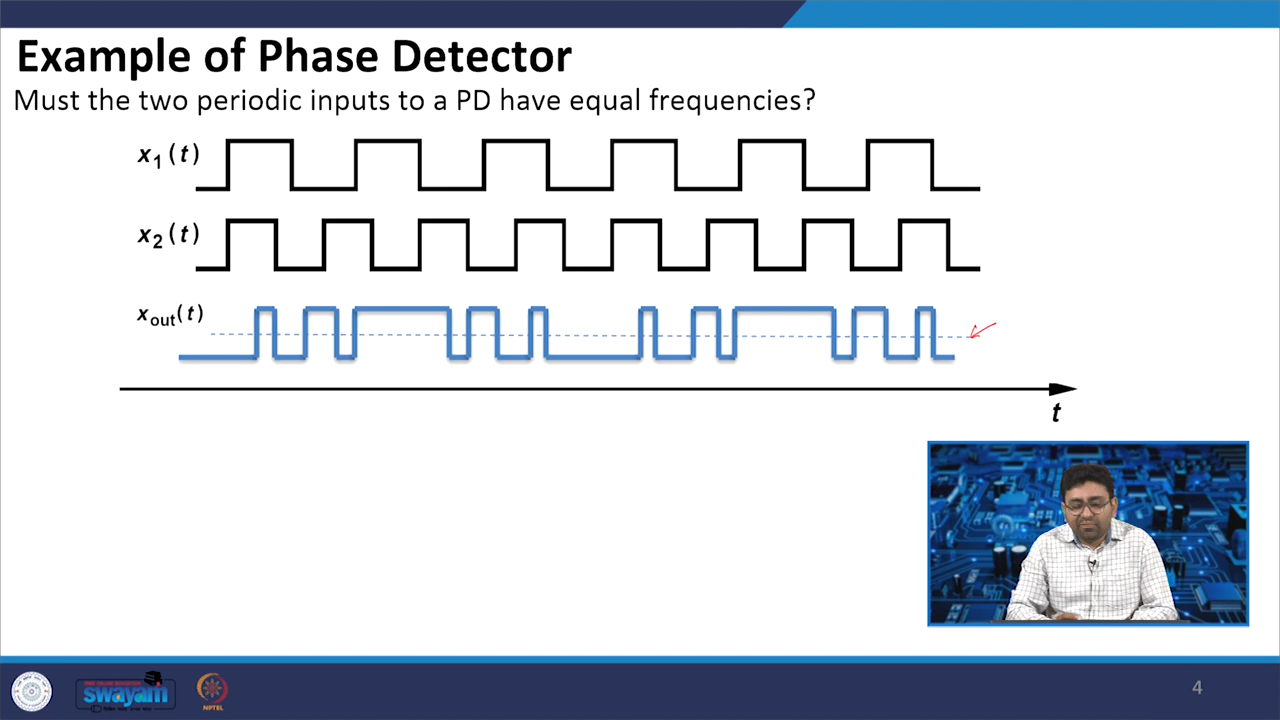 Example of Phase Detector
Must the two periodic inputs to a PD have equal frequencies?
x1(t)
x2(t)
xout(t)
t
swayam
NPTEL
4